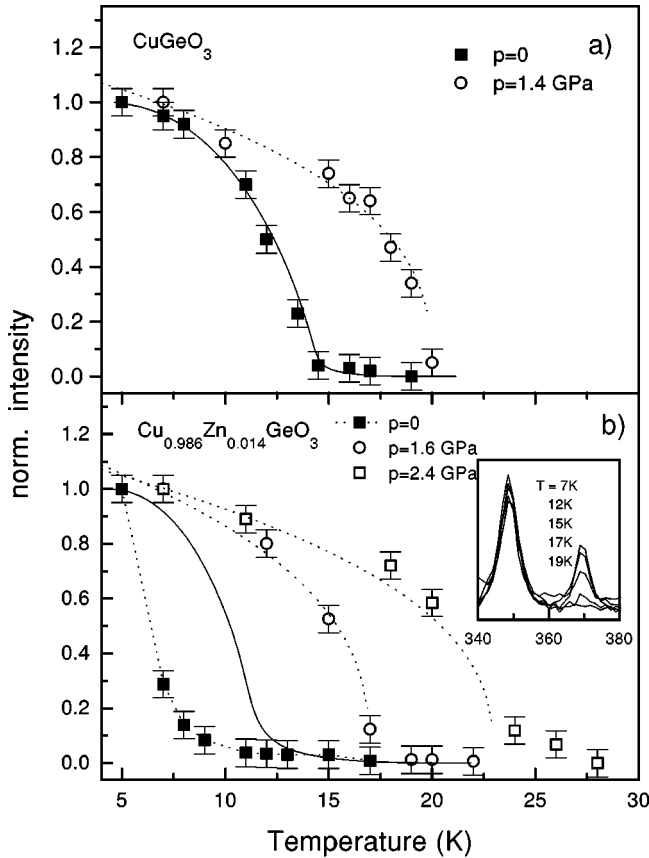 CuGeO3
a)
p=0
p=1.4 GPa
1.2
1.0
0.8
0.6
0.4
0.2
0.0
norm. intensity
Cu0.986Zn0.014GeO3
b)
p=0
p=1.6 GPa
p=2.4 GPa
T = 7K
12K
15K
17K
19K
340 360 380
1.2
1.0
0.8
0.6
0.4
0.2
0.0
5 10 15 20 25 30
Temperature (K)